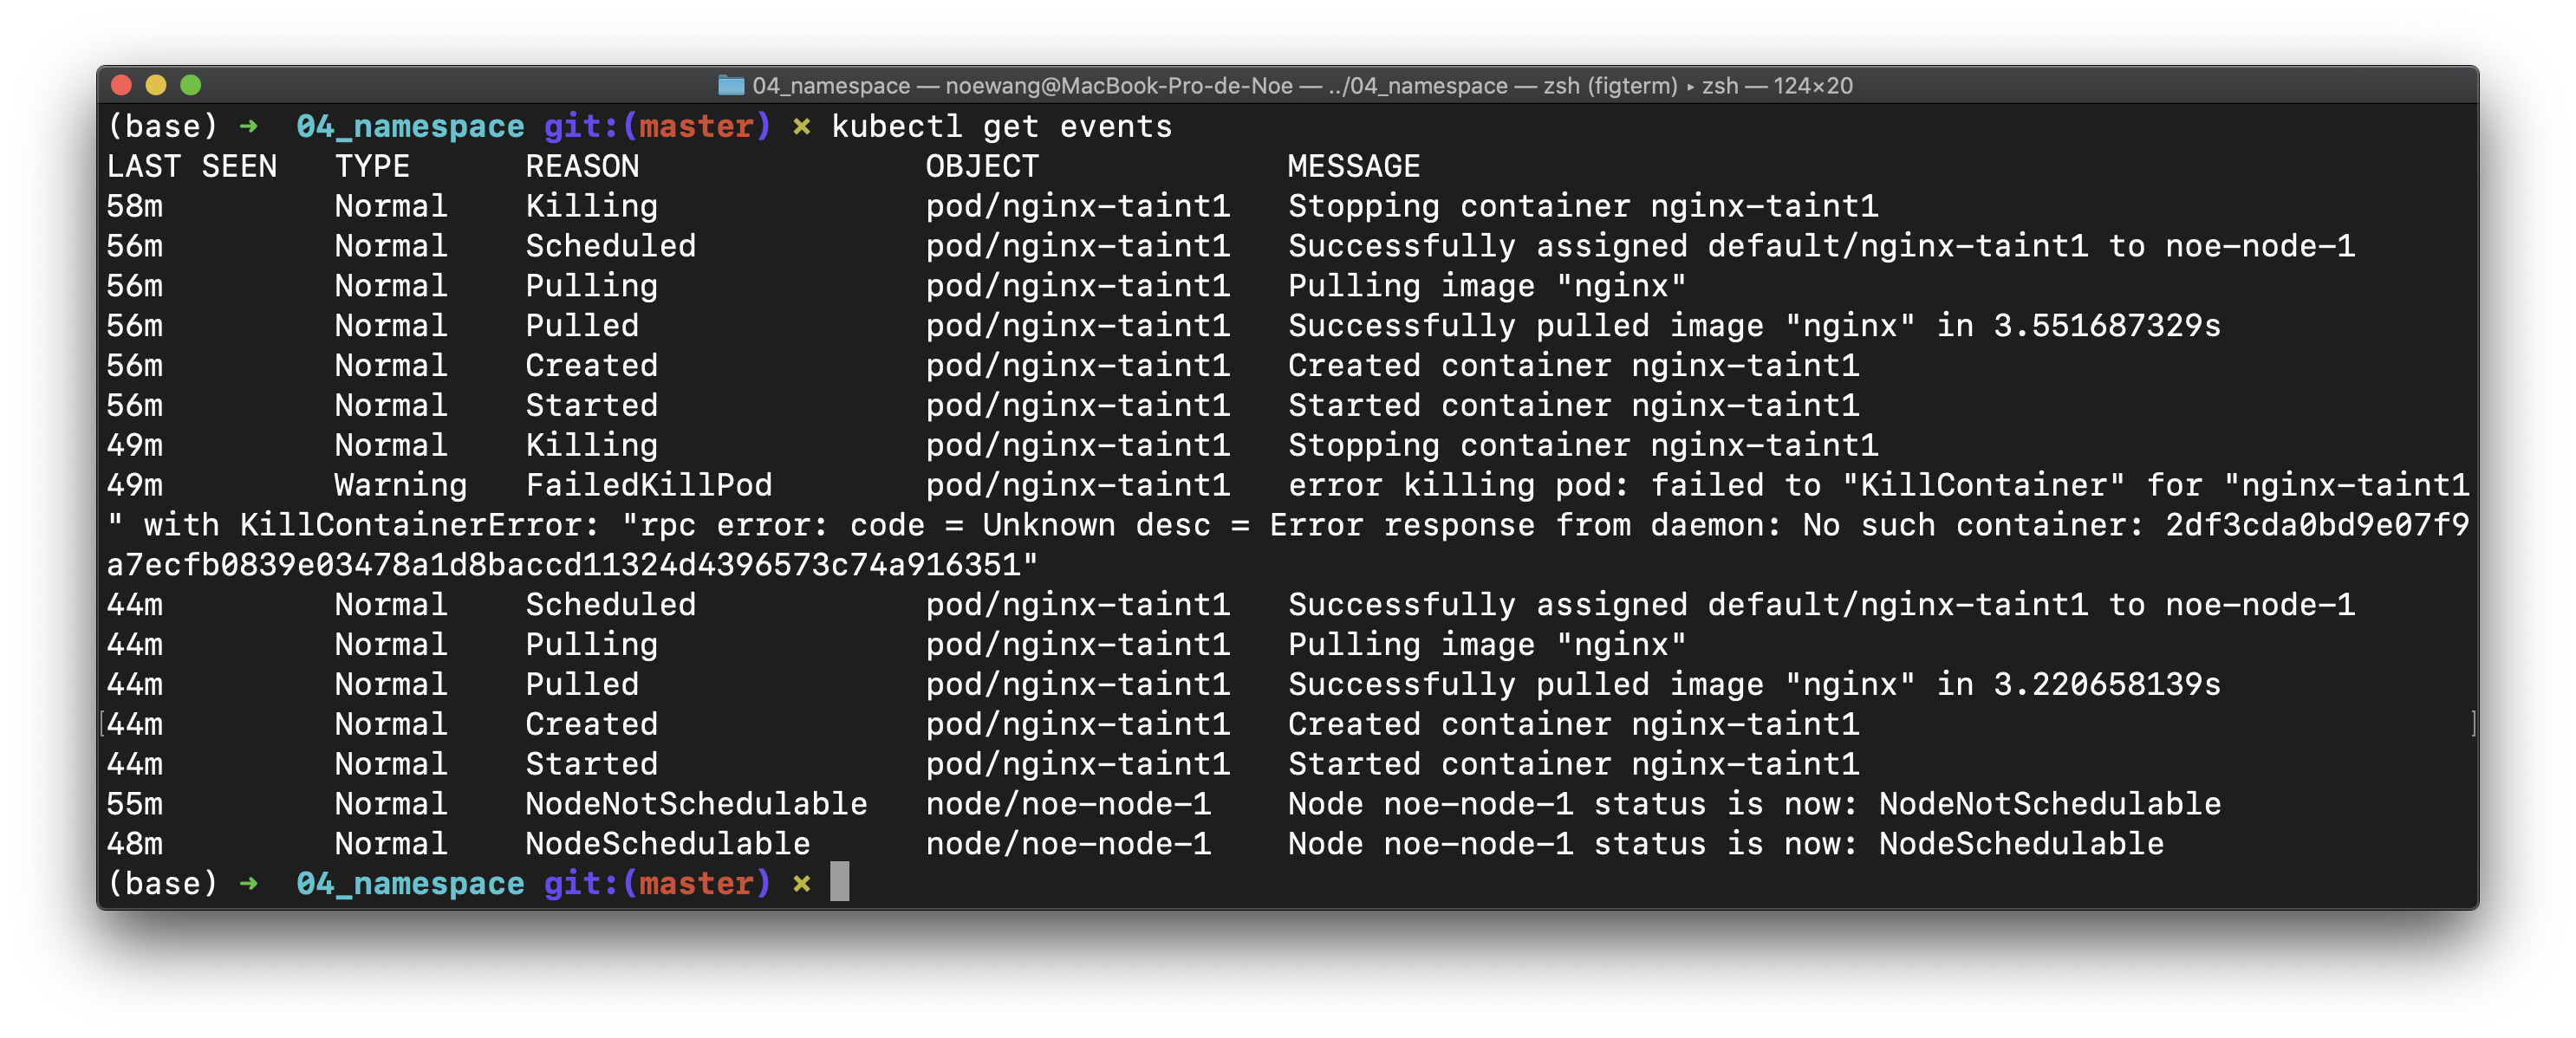 04_namespace — noewang@MacBook-Pro-de-Noe — ../04_namespace — zsh (figterm) ▸ zsh — 124×20
(base) ➜  04_namespace git:(master) × kubectl get events
LAST SEEN   TYPE      REASON               OBJECT             MESSAGE
58m         Normal    Killing              pod/nginx-taint1   Stopping container nginx-taint1
56m         Normal    Scheduled            pod/nginx-taint1   Successfully assigned default/nginx-taint1 to noe-node-1
56m         Normal    Pulling              pod/nginx-taint1   Pulling image "nginx"
56m         Normal    Pulled               pod/nginx-taint1   Successfully pulled image "nginx" in 3.551687329s
56m         Normal    Created              pod/nginx-taint1   Created container nginx-taint1
56m         Normal    Started              pod/nginx-taint1   Started container nginx-taint1
49m         Normal    Killing              pod/nginx-taint1   Stopping container nginx-taint1
49m         Warning   FailedKillPod        pod/nginx-taint1   error killing pod: failed to "KillContainer" for "nginx-taint1
" with KillContainerError: "rpc error: code = Unknown desc = Error response from daemon: No such container: 2df3cda0bd9e07f9
a7ecfb0839e03478a1d8baccd11324d4396573c74a916351"
44m         Normal    Scheduled            pod/nginx-taint1   Successfully assigned default/nginx-taint1 to noe-node-1
44m         Normal    Pulling              pod/nginx-taint1   Pulling image "nginx"
44m         Normal    Pulled               pod/nginx-taint1   Successfully pulled image "nginx" in 3.220658139s
44m         Normal    Created              pod/nginx-taint1   Created container nginx-taint1
44m         Normal    Started              pod/nginx-taint1   Started container nginx-taint1
55m         Normal    NodeNotSchedulable   node/noe-node-1    Node noe-node-1 status is now: NodeNotSchedulable
48m         Normal    NodeSchedulable      node/noe-node-1    Node noe-node-1 status is now: NodeSchedulable
(base) ➜  04_namespace git:(master) ×